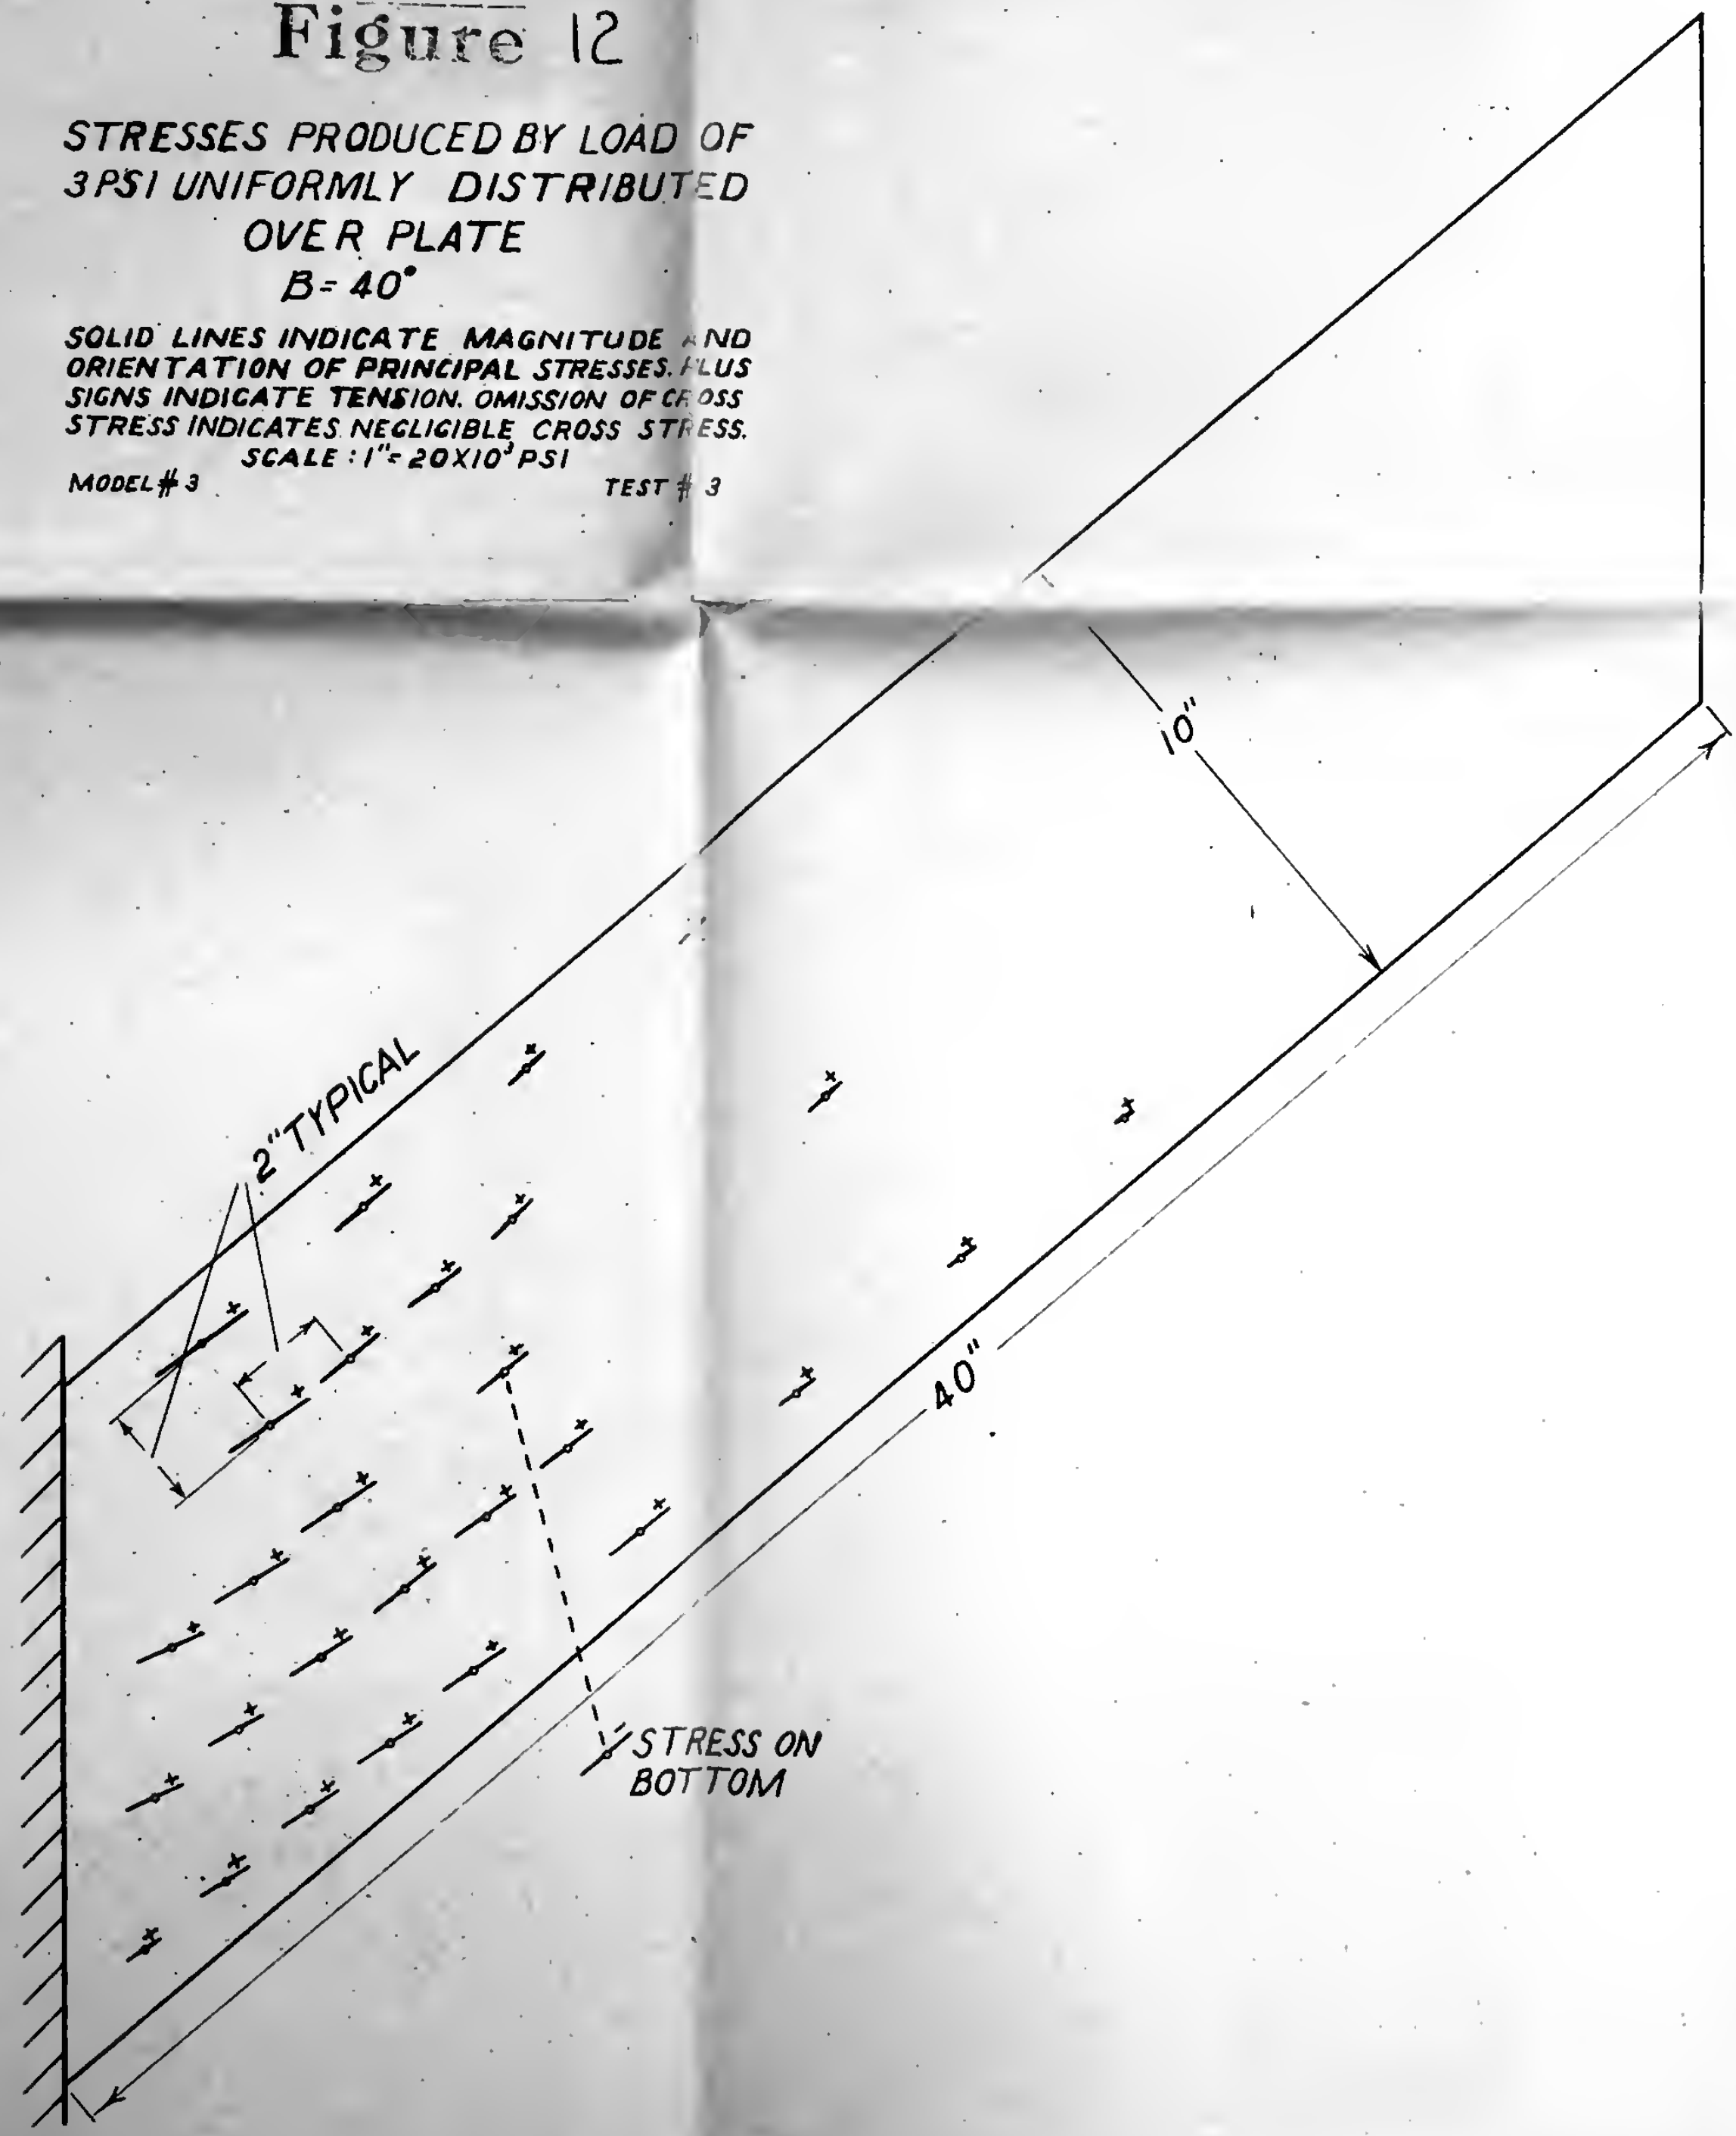 Figure 12
STRESSES PRODUCED BY LOAD OF
3 PSI UNIFORMLY DISTRIBUTED
OVER PLATE
B = 40°
SOLID LINES INDICATE MAGNITUDE AND
ORIENTATION OF PRINCIPAL STRESSES. PLUS
SIGNS INDICATE TENSION. OMISSION OF CROSS
STRESS INDICATES NEGLIGIBLE CROSS STRESS.
SCALE : 1" = 20X10³ PSI
MODEL # 3 TEST # 3
10"
2" TYPICAL
40"
STRESS ON
BOTTOM